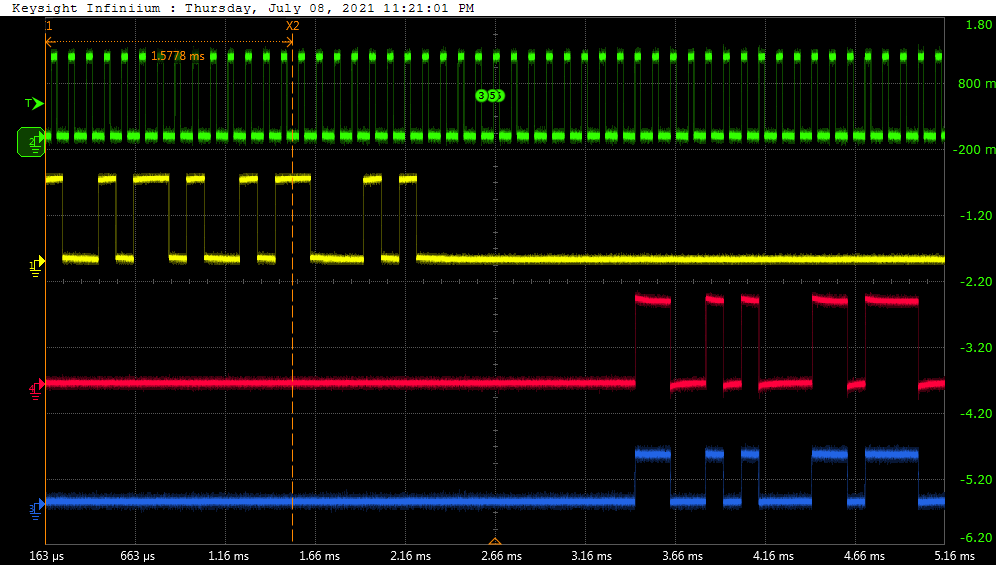 Keysight Infiniium : Thursday, July 08, 2021 11:21:01 PM
1 X2 1.80
1.5778 ms
800 m
T 3 5
2 -200 m
-1.20
1
-2.20
-3.20
4
-4.20
-5.20
3
-6.20
163 µs 663 µs 1.16 ms 1.66 ms 2.16 ms 2.66 ms 3.16 ms 3.66 ms 4.16 ms 4.66 ms 5.16 ms